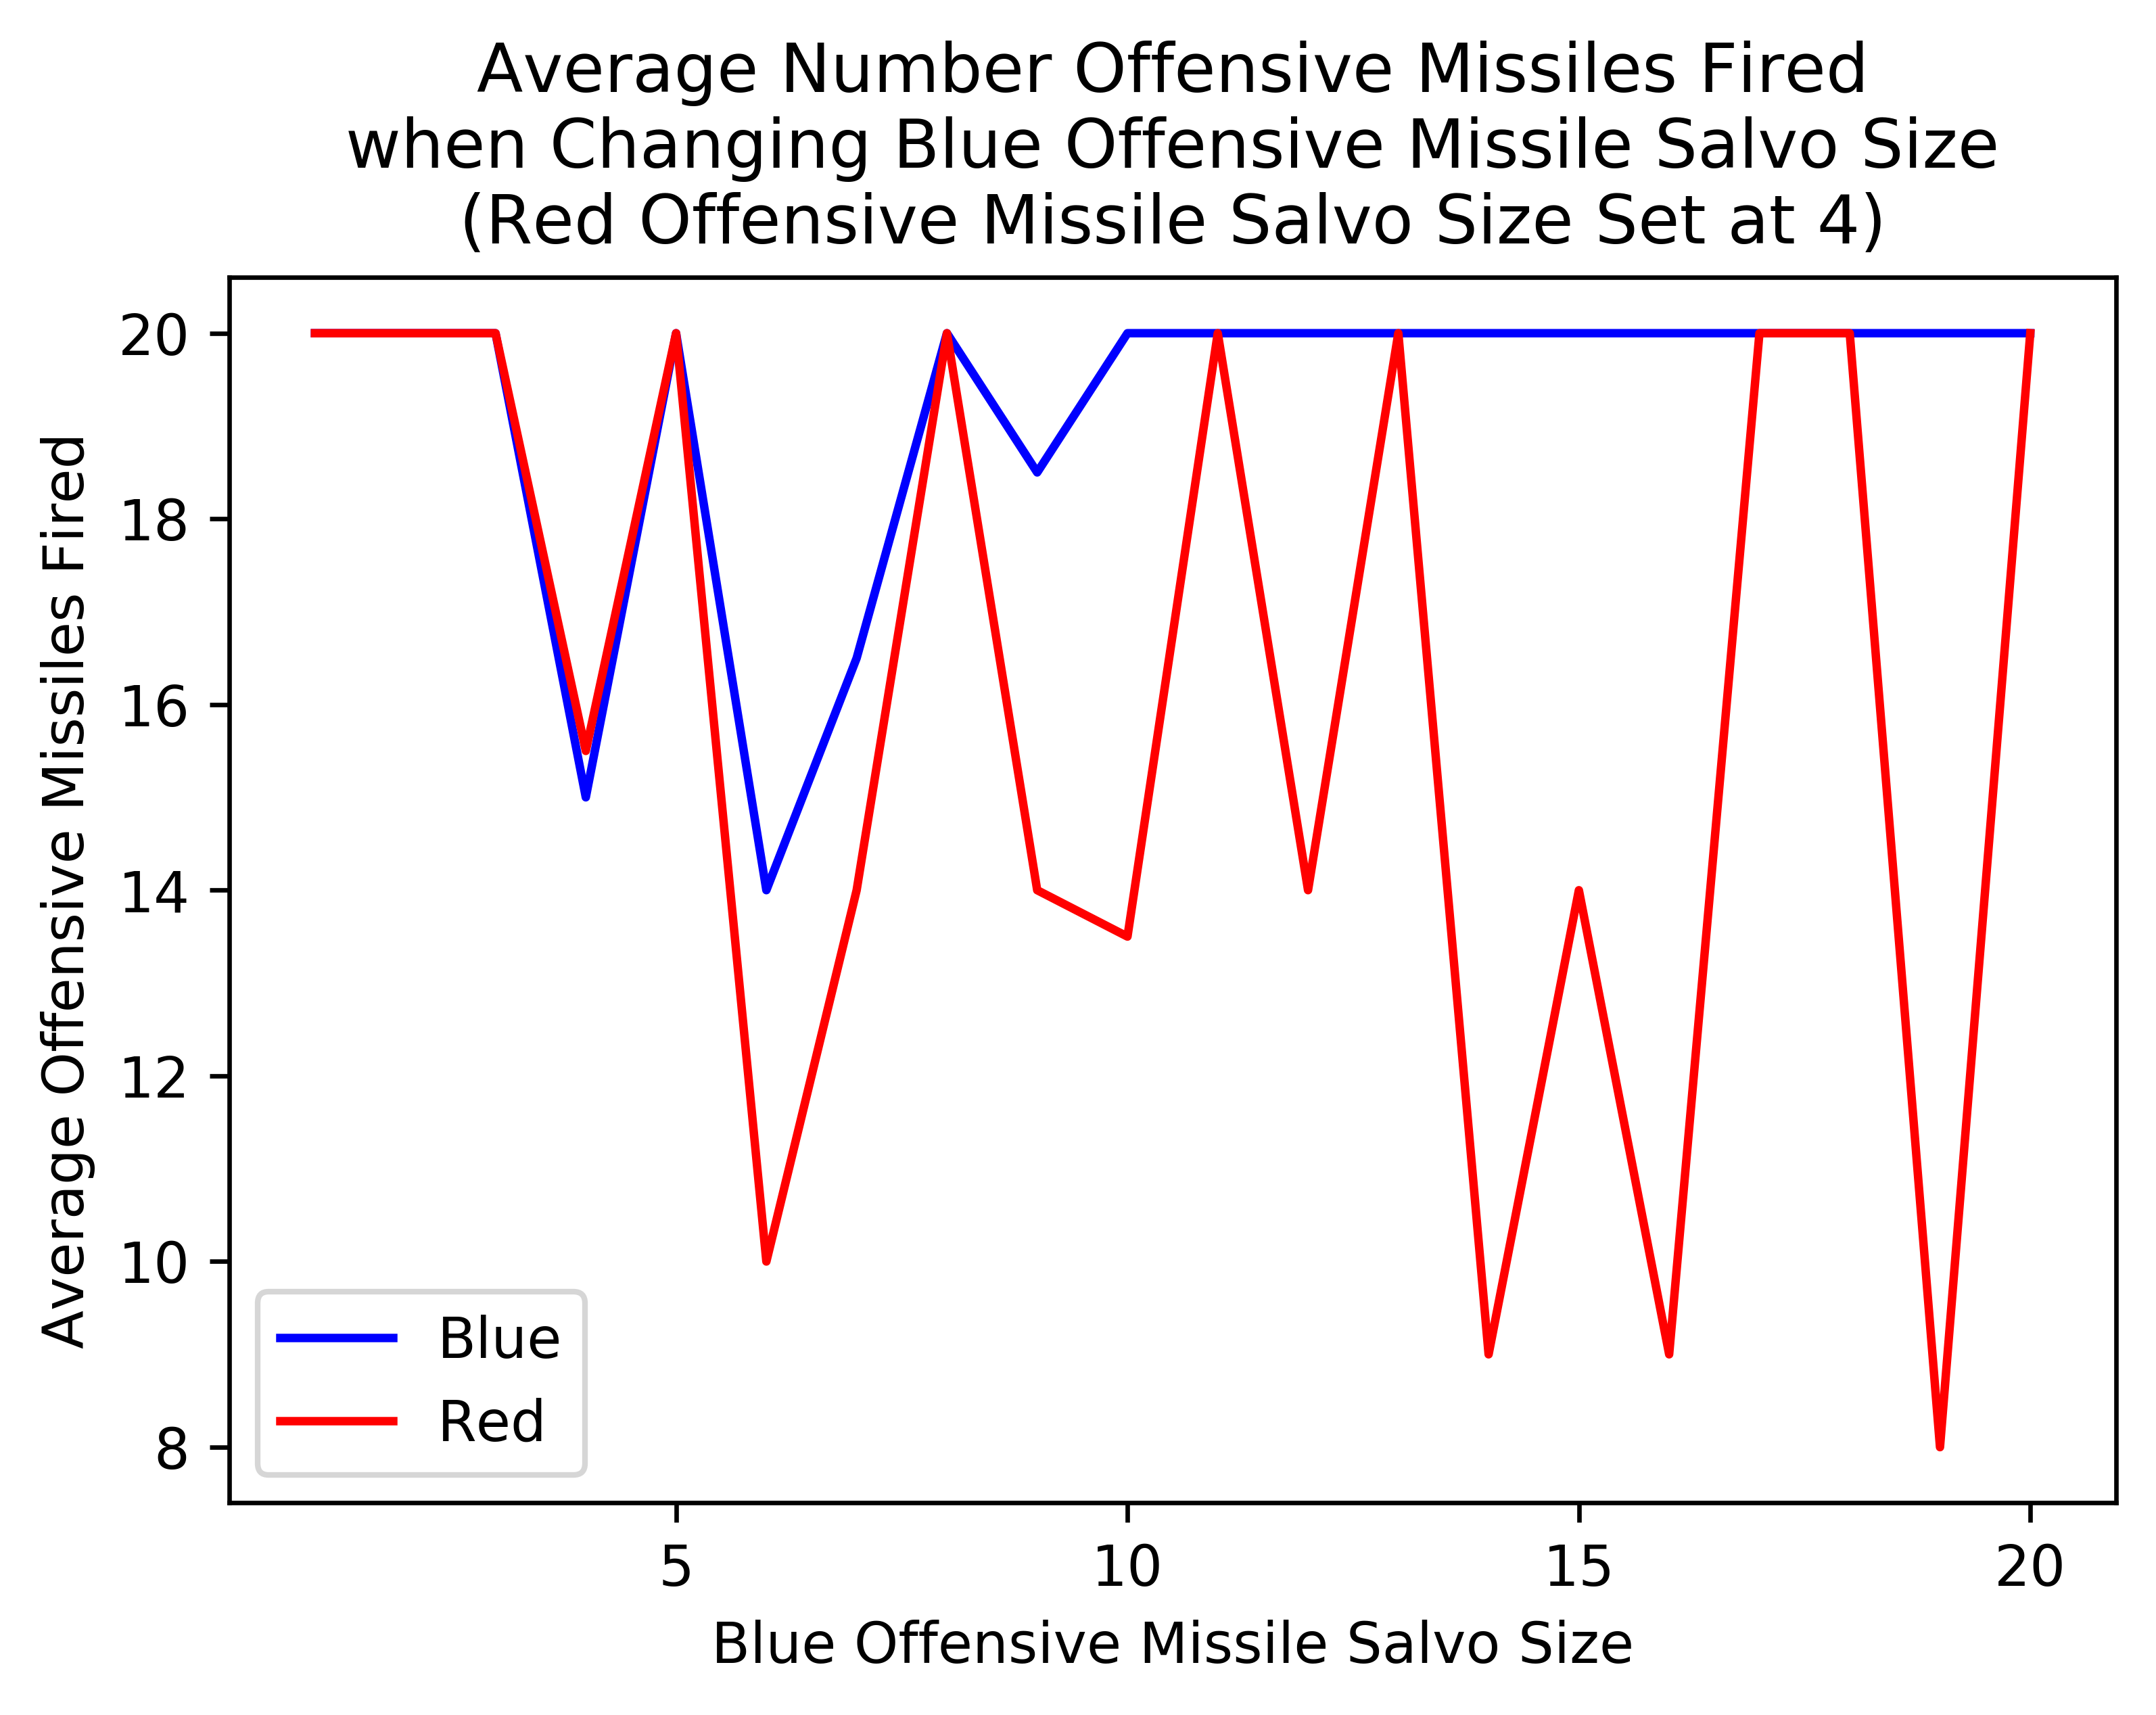 Average Number Offensive Missiles Fired
when Changing Blue Offensive Missile Salvo Size
(Red Offensive Missile Salvo Size Set at 4)
Average Offensive Missiles Fired
20
18
16
14
12
10
8
Blue
Red
5
10
15
20
Blue Offensive Missile Salvo Size